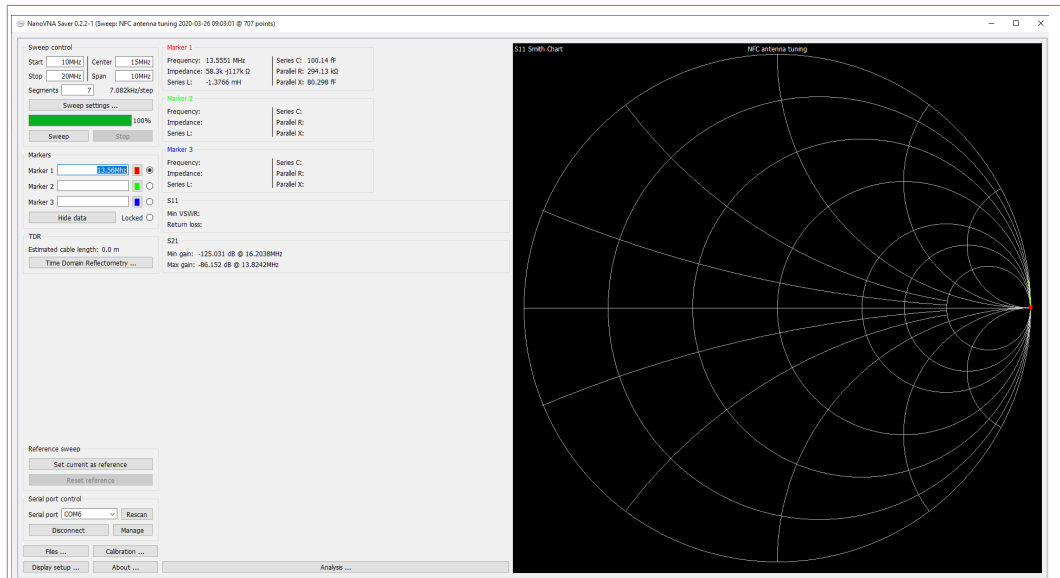 NanoVNA Saver 0.2.2-1 (Sweep: NFC antenna tuning 2020-03-26 09:03:01 @ 707 points)
Sweep control
Start 10MHz Center 15MHz
Stop 20MHz Span 10MHz
Segments 7 7.082kHz/step
Sweep settings ...
100%
Sweep Stop
Markers
Marker 1 13.56Mhz
Marker 2
Marker 3
Hide data Locked
TDR
Estimated cable length: 0.0 m
Time Domain Reflectometry ...
Reference sweep
Set current as reference
Reset reference
Serial port control
Serial port COM6 Rescan
Disconnect Manage
Files ... Calibration ...
Display setup ... About ...
Marker 1
Frequency: 13.5551 MHz Series C: 100.14 fF
Impedance: 58.3k -j117k Ω Parallel R: 294.13 kΩ
Series L: -1.3766 mH Parallel X: 80.298 fF
Marker 2
Frequency: Series C:
Impedance: Parallel R:
Series L: Parallel X:
Marker 3
Frequency: Series C:
Impedance: Parallel R:
Series L: Parallel X:
S11
Min VSWR:
Return loss:
S21
Min gain: -125.031 dB @ 16.2038MHz
Max gain: -86.152 dB @ 13.8242MHz
Analysis ...
S11 Smith Chart NFC antenna tuning